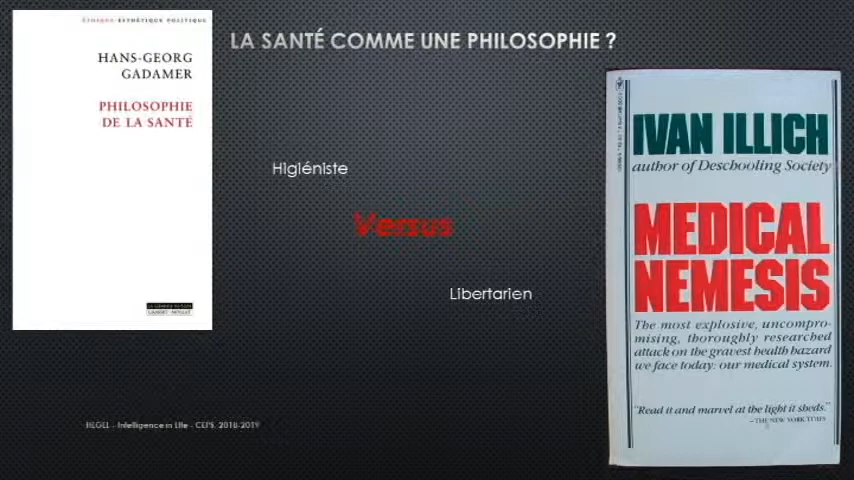 ÉTHIQUE-ESTHÉTIQUE POLITIQUE
HANS-GEORG
GADAMER
PHILOSOPHIE
DE LA SANTÉ
LA SANTÉ COMME UNE PHILOSOPHIE ?
Higiéniste
Versus
Libertarien
IVAN ILLICH
author of Deschooling Society
MEDICAL
NEMESIS
The most explosive, uncompro-
mising, thoroughly researched
attack on the gravest health hazard
we face today: our medical system.
"Read it and marvel at the light it sheds."
—THE NEW YORK TIMES
HEGEL - Intelligence in Life - CEPS, 2018-2019